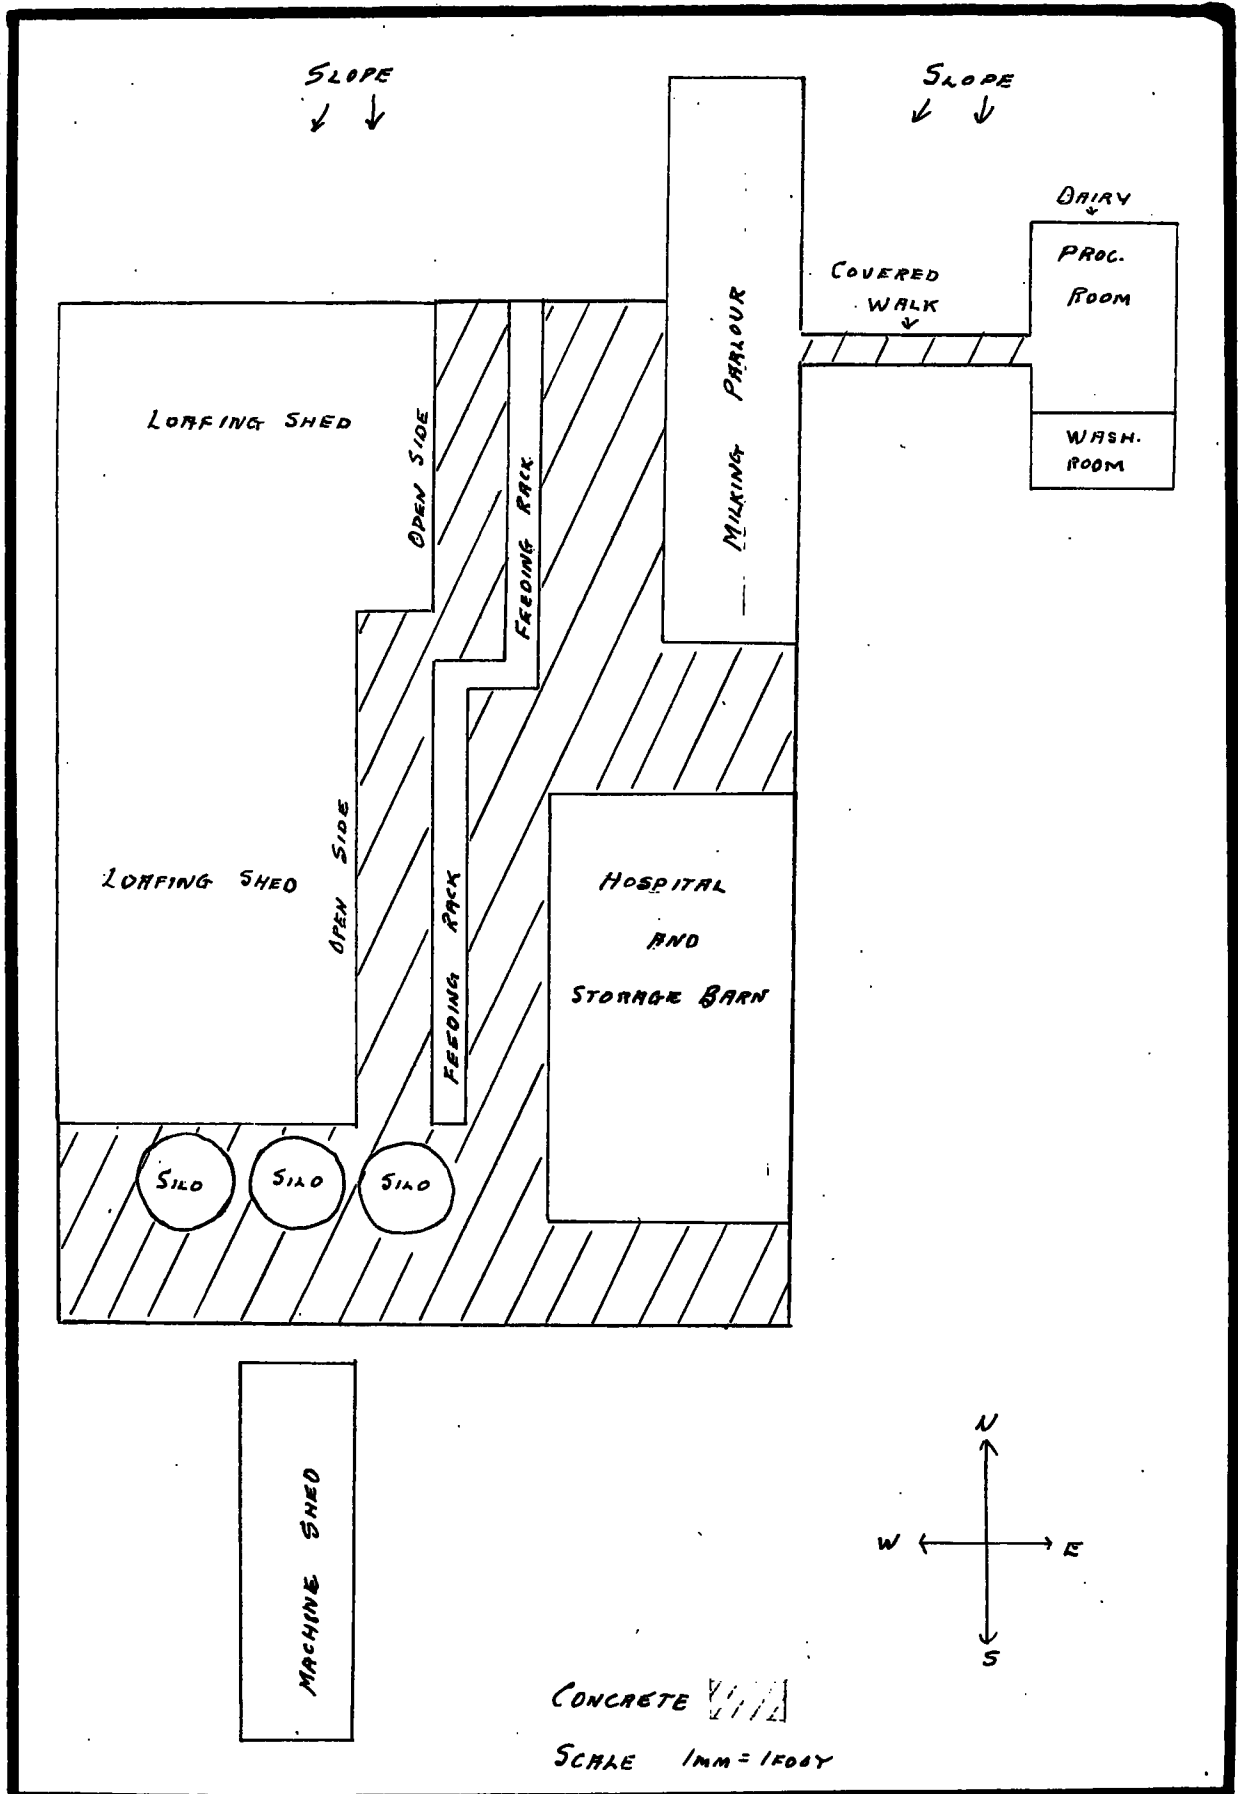 SLOPE
SLOPE
DAIRY
PROC.
ROOM
COVERED
WALK
WASH.
ROOM
LOAFING SHED
OPEN SIDE
FEEDING RACK
MILKING PARLOUR
LOAFING SHED
OPEN SIDE
FEEDING RACK
HOSPITAL
AND
STORAGE BARN
SILO
SILO
SILO
MACHINE SHED
N
W
E
S
CONCRETE
SCALE 1MM = 1FOOT